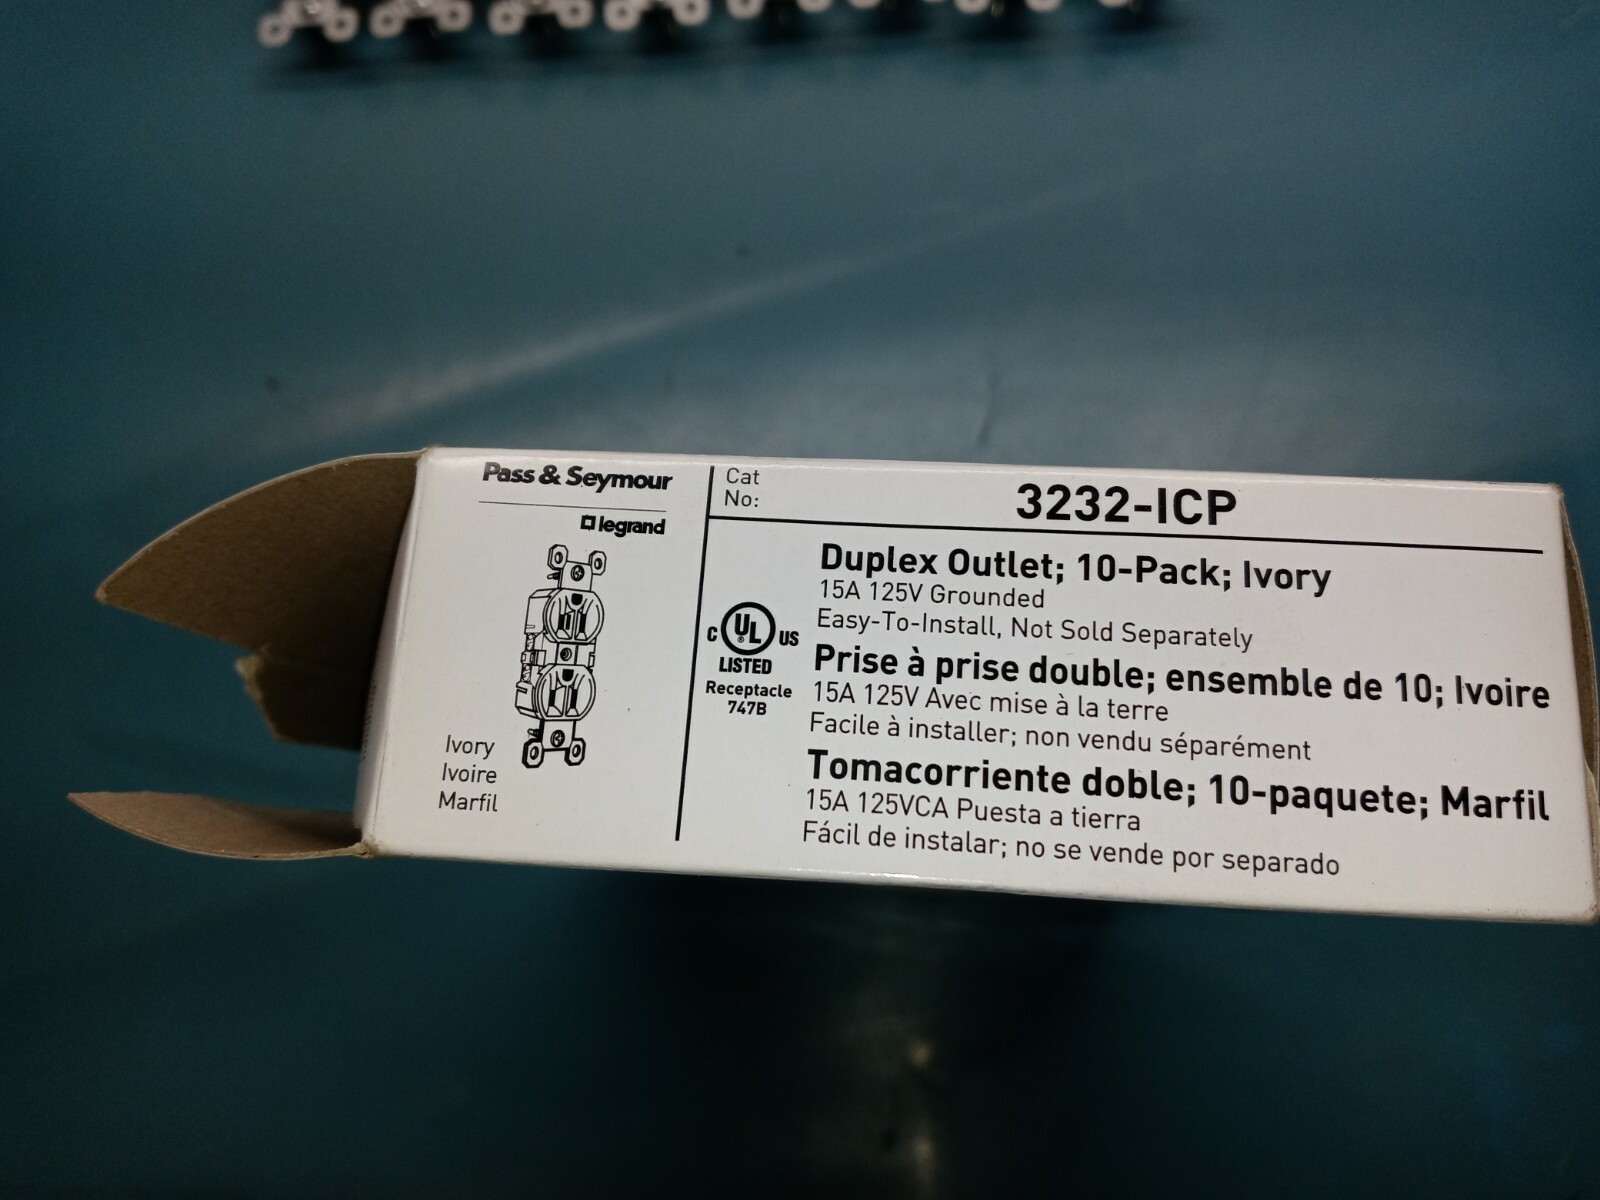 Pass & Seymour
legrand
Ivory
Ivoire
Marfil
Cat
No:
3232-ICP
C UL US
®
LISTED
Receptacle
747B
Duplex Outlet; 10-Pack; Ivory
15A 125V Grounded
Easy-To-Install, Not Sold Separately
Prise à prise double; ensemble de 10; Ivoire
15A 125V Avec mise à la terre
Facile à installer; non vendu séparément
Tomacorriente doble; 10-paquete; Marfil
15A 125VCA Puesta a tierra
Fácil de instalar; no se vende por separado